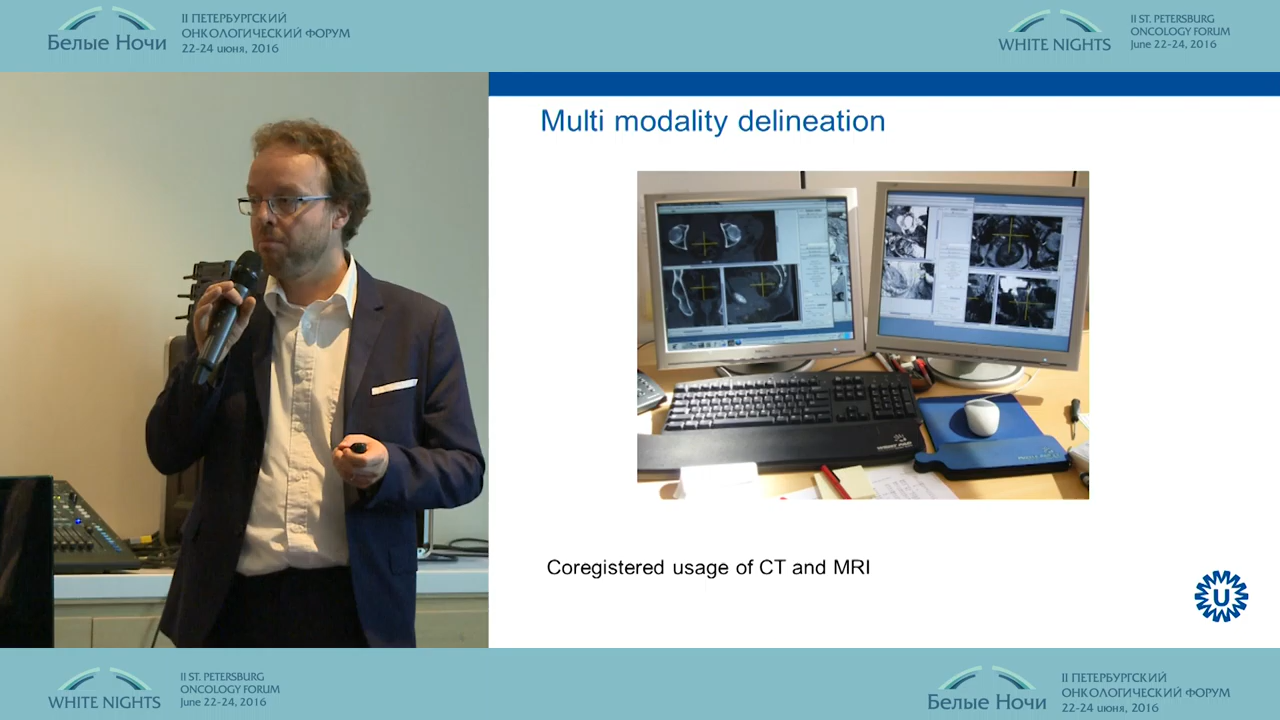 Белые Ночи
II ПЕТЕРБУРГСКИЙ
ОНКОЛОГИЧЕСКИЙ ФОРУМ
22-24 июня, 2016
WHITE NIGHTS
II ST. PETERSBURG
ONCOLOGY FORUM
June 22-24, 2016
Multi modality delineation
Coregistered usage of CT and MRI
U
WHITE NIGHTS
II ST. PETERSBURG
ONCOLOGY FORUM
June 22-24, 2016
Белые Ночи
II ПЕТЕРБУРГСКИЙ
ОНКОЛОГИЧЕСКИЙ ФОРУМ
22-24 июня, 2016